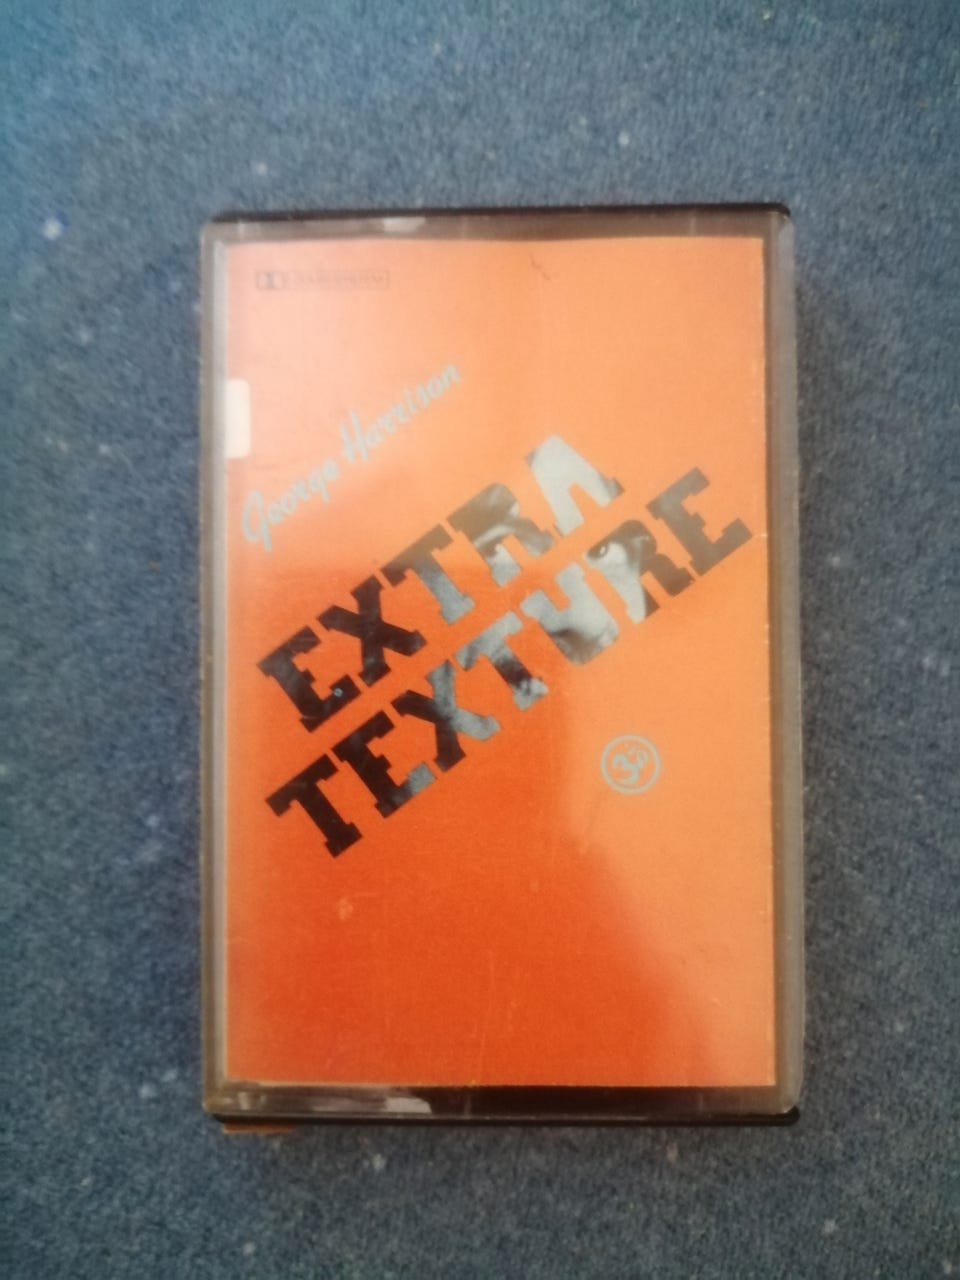 George Harrison
EXTRA
TEXTURE
ॐ